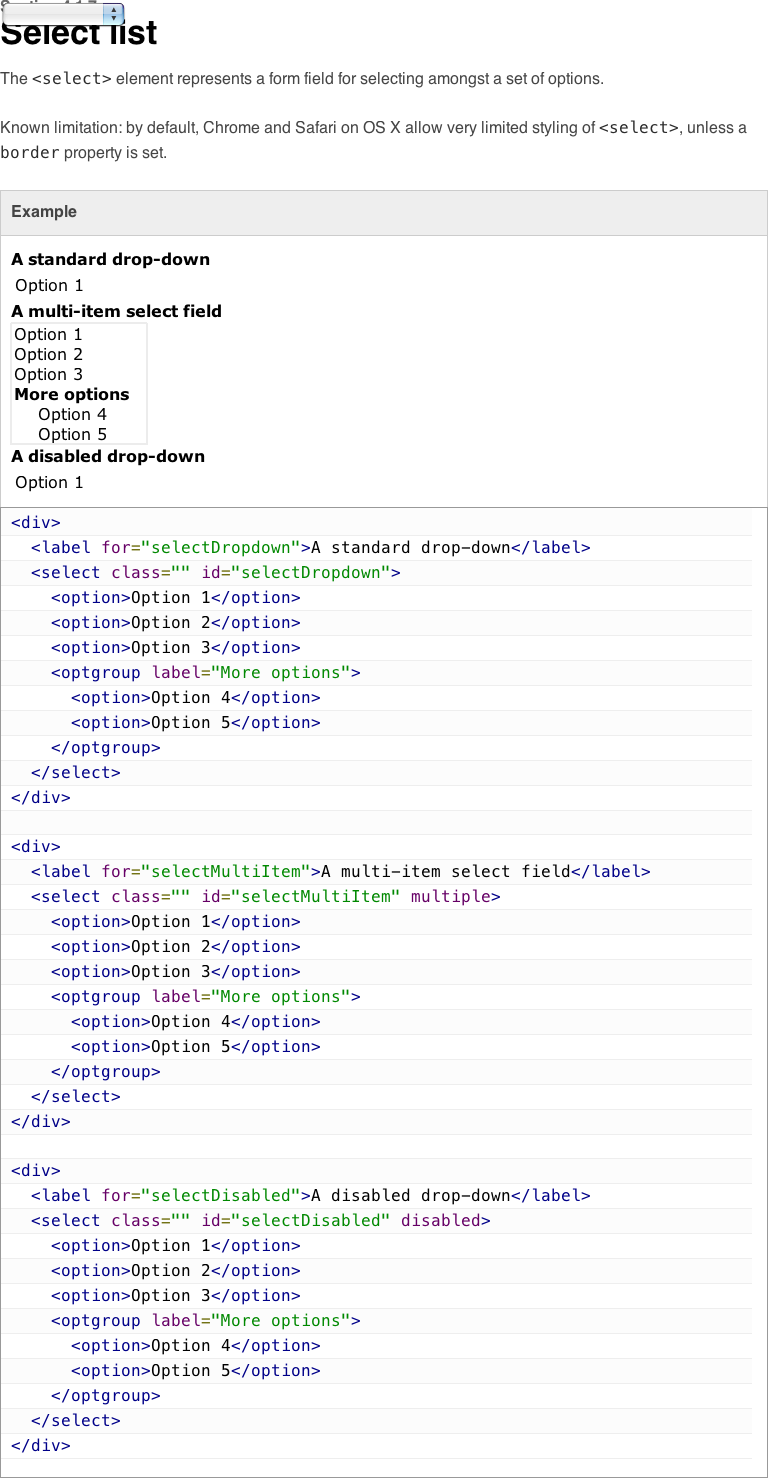 Select list
The <select> element represents a form field for selecting amongst a set of options.
Known limitation: by default, Chrome and Safari on OS X allow very limited styling of <select>, unless a
border property is set.
Example
A standard drop-down
Option 1
A multi-item select field
Option 1
Option 2
Option 3
More options
Option 4
Option 5
A disabled drop-down
Option 1
<div>
  <label for="selectDropdown">A standard drop-down</label>
  <select class="" id="selectDropdown">
    <option>Option 1</option>
    <option>Option 2</option>
    <option>Option 3</option>
    <optgroup label="More options">
      <option>Option 4</option>
      <option>Option 5</option>
    </optgroup>
  </select>
</div>

<div>
  <label for="selectMultiItem">A multi-item select field</label>
  <select class="" id="selectMultiItem" multiple>
    <option>Option 1</option>
    <option>Option 2</option>
    <option>Option 3</option>
    <optgroup label="More options">
      <option>Option 4</option>
      <option>Option 5</option>
    </optgroup>
  </select>
</div>

<div>
  <label for="selectDisabled">A disabled drop-down</label>
  <select class="" id="selectDisabled" disabled>
    <option>Option 1</option>
    <option>Option 2</option>
    <option>Option 3</option>
    <optgroup label="More options">
      <option>Option 4</option>
      <option>Option 5</option>
    </optgroup>
  </select>
</div>